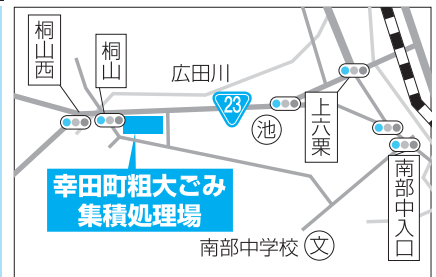 桐山西
桐山
広田川
23
池
上六栗
幸田町粗大ごみ
集積処理場
南部中入口
南部中学校 文